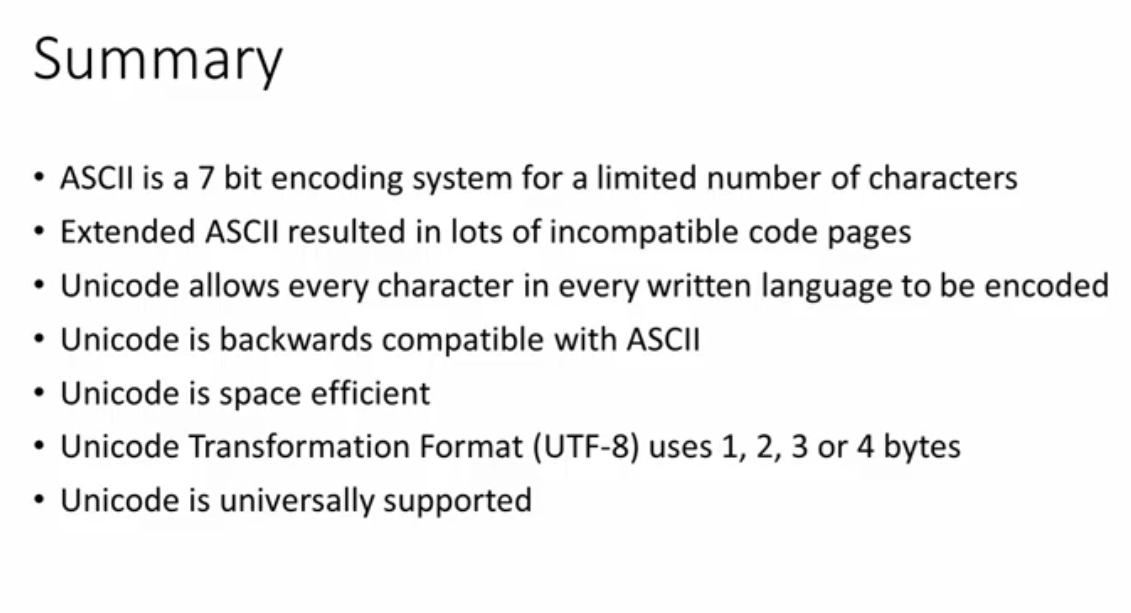 Summary
• ASCII is a 7 bit encoding system for a limited number of characters
• Extended ASCII resulted in lots of incompatible code pages
• Unicode allows every character in every written language to be encoded
• Unicode is backwards compatible with ASCII
• Unicode is space efficient
• Unicode Transformation Format (UTF-8) uses 1, 2, 3 or 4 bytes
• Unicode is universally supported